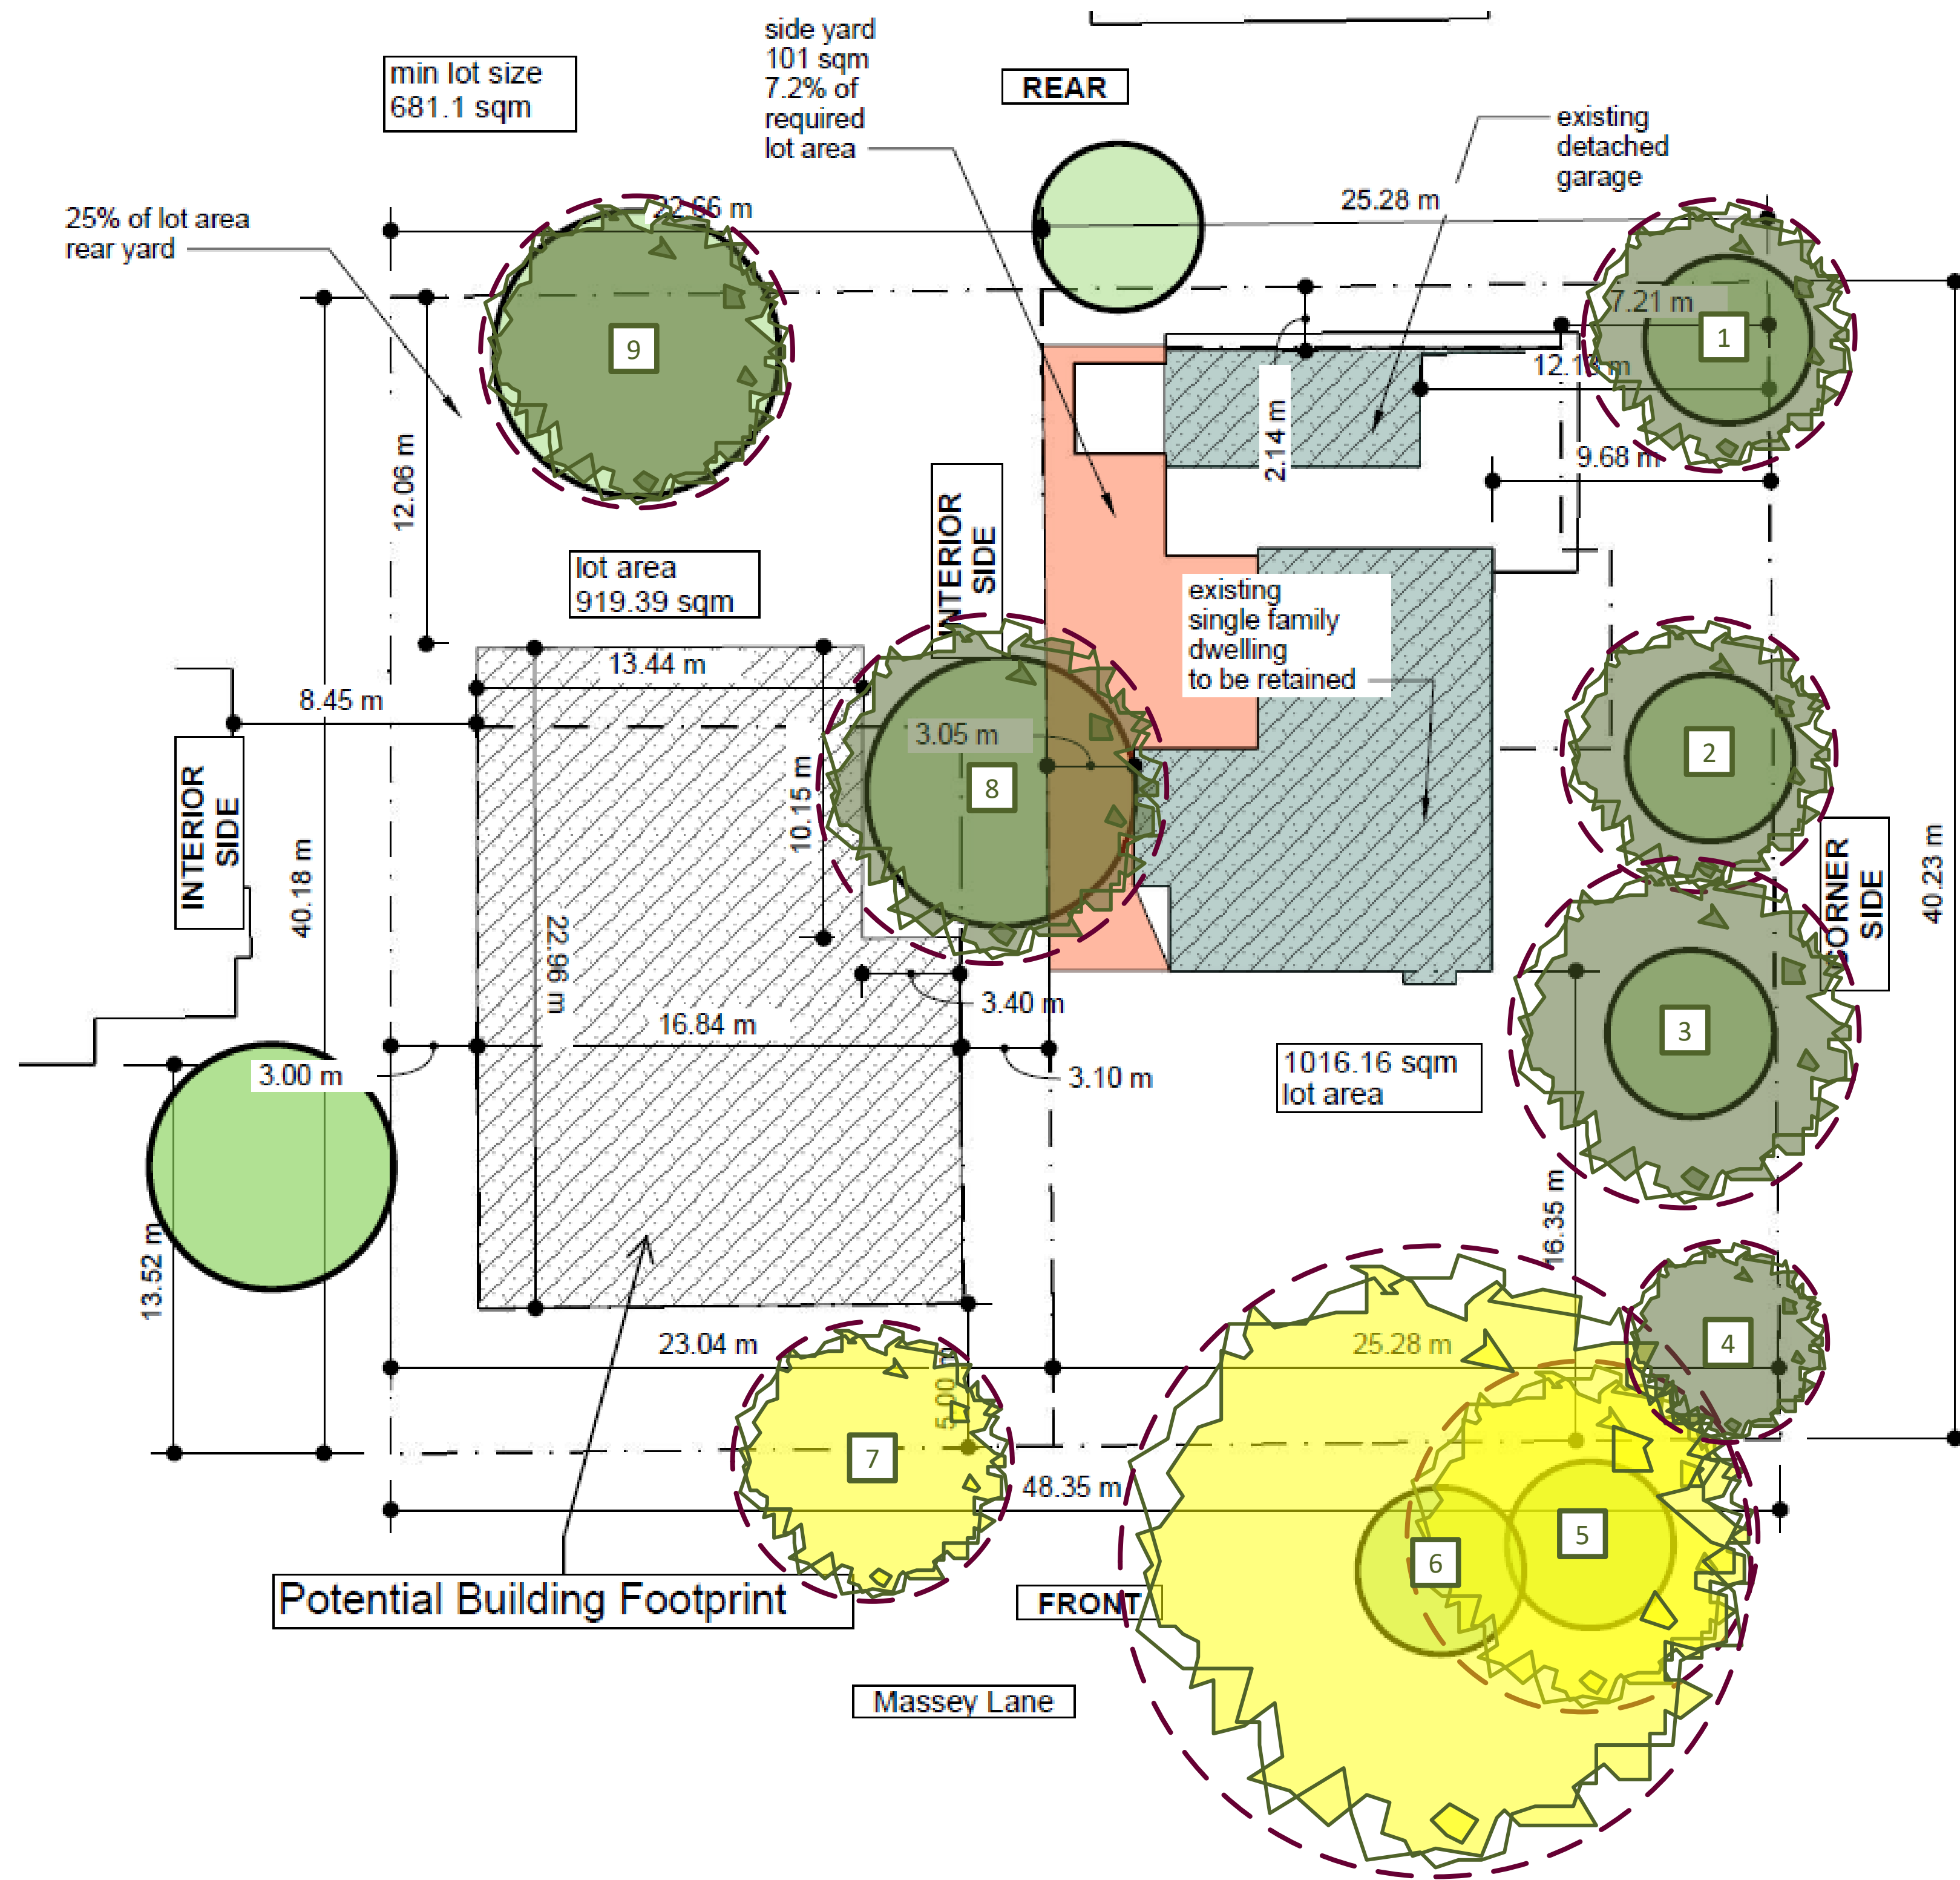 side yard
101 sqm
7.2% of
required
lot area
min lot size
681.1 sqm
REAR
existing
detached
garage
25% of lot area
rear yard
22.66 m
25.28 m
7.21 m
12.13 m
9.68 m
2.14 m
12.06 m
9
1
INTERIOR
SIDE
lot area
919.39 sqm
existing
single family
dwelling
to be retained
13.44 m
8.45 m
3.05 m
2
8
10.15 m
INTERIOR
SIDE
40.18 m
22.96 m
CORNER
SIDE
40.23 m
3.40 m
16.84 m
3
3.00 m
3.10 m
1016.16 sqm
lot area
13.52 m
16.35 m
23.04 m
25.28 m
4
5.00 m
7
48.35 m
5
6
Potential Building Footprint
FRONT
Massey Lane